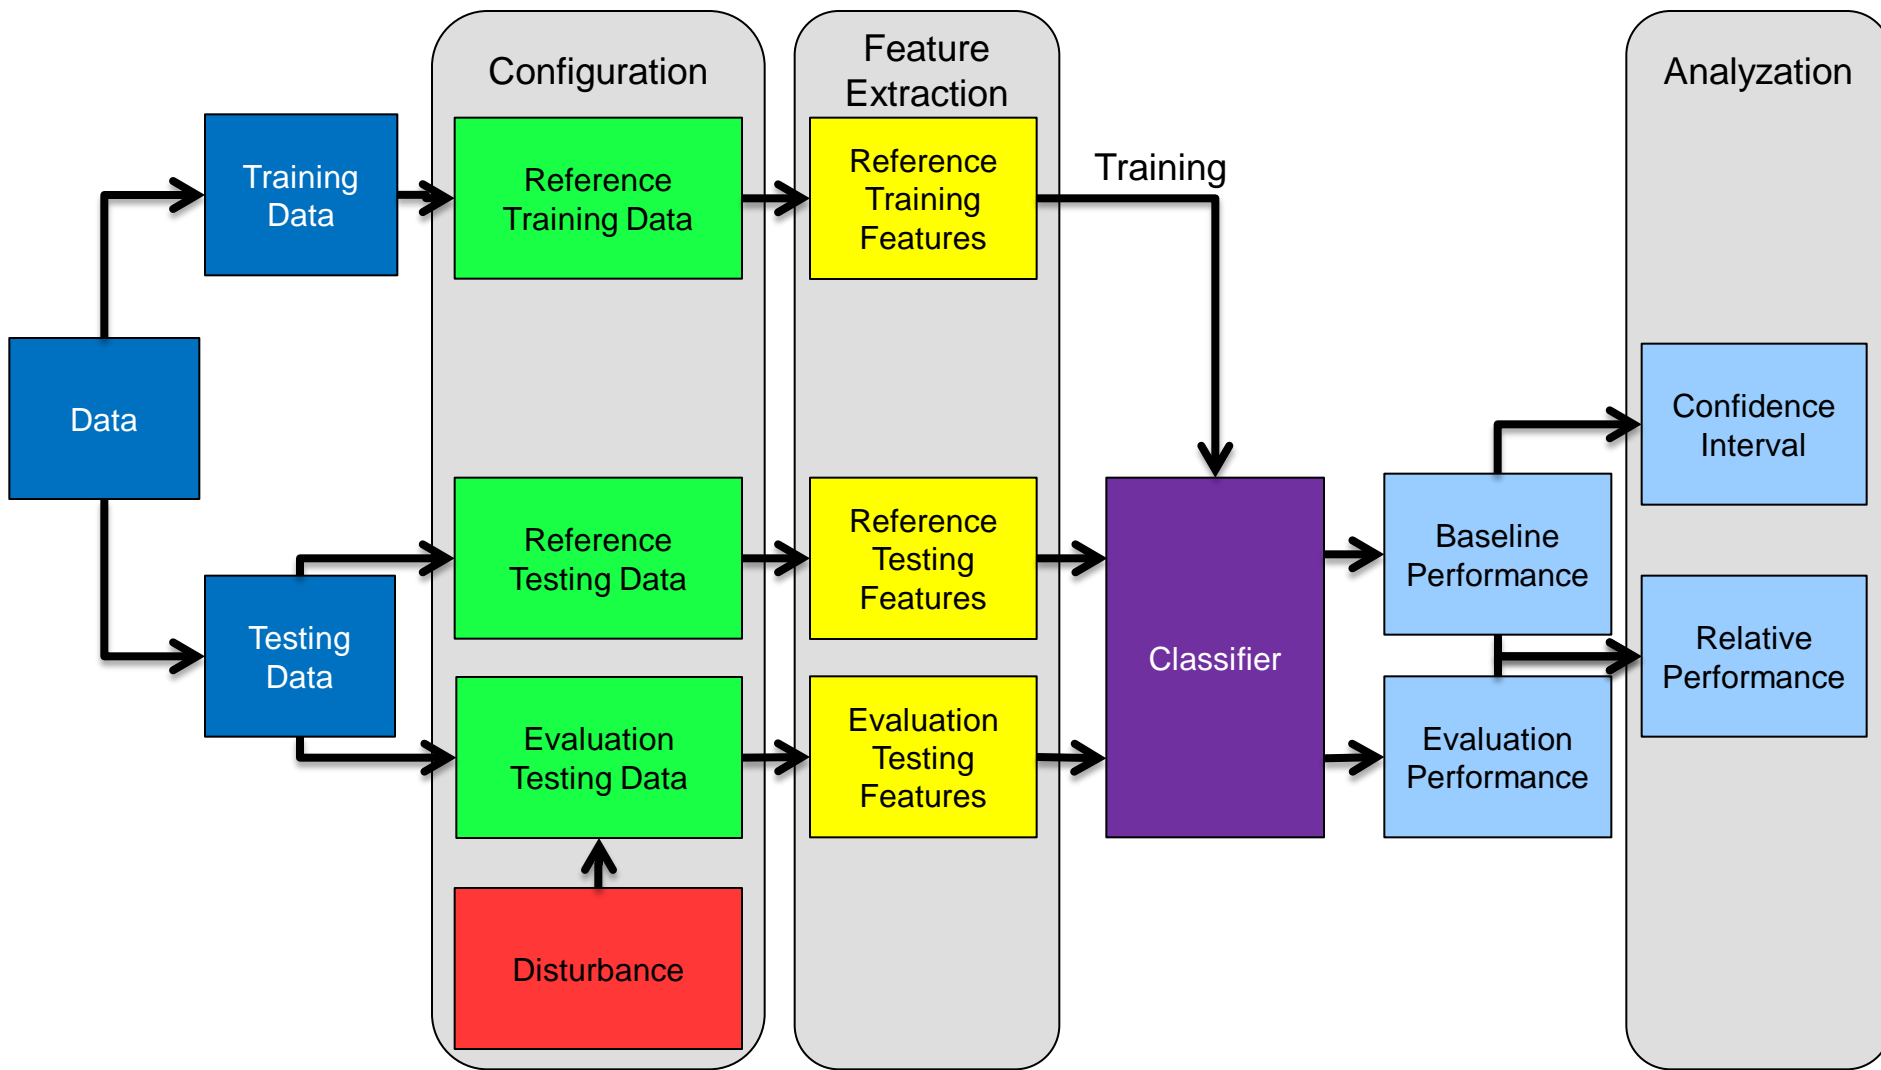 Configuration
Feature
Extraction
Analyzation
Training
Data
Reference
Training Data
Reference
Training
Features
Training
Data
Confidence
Interval
Reference
Testing Data
Reference
Testing
Features
Baseline
Performance
Testing
Data
Classifier
Relative
Performance
Evaluation
Testing Data
Evaluation
Testing
Features
Evaluation
Performance
Disturbance